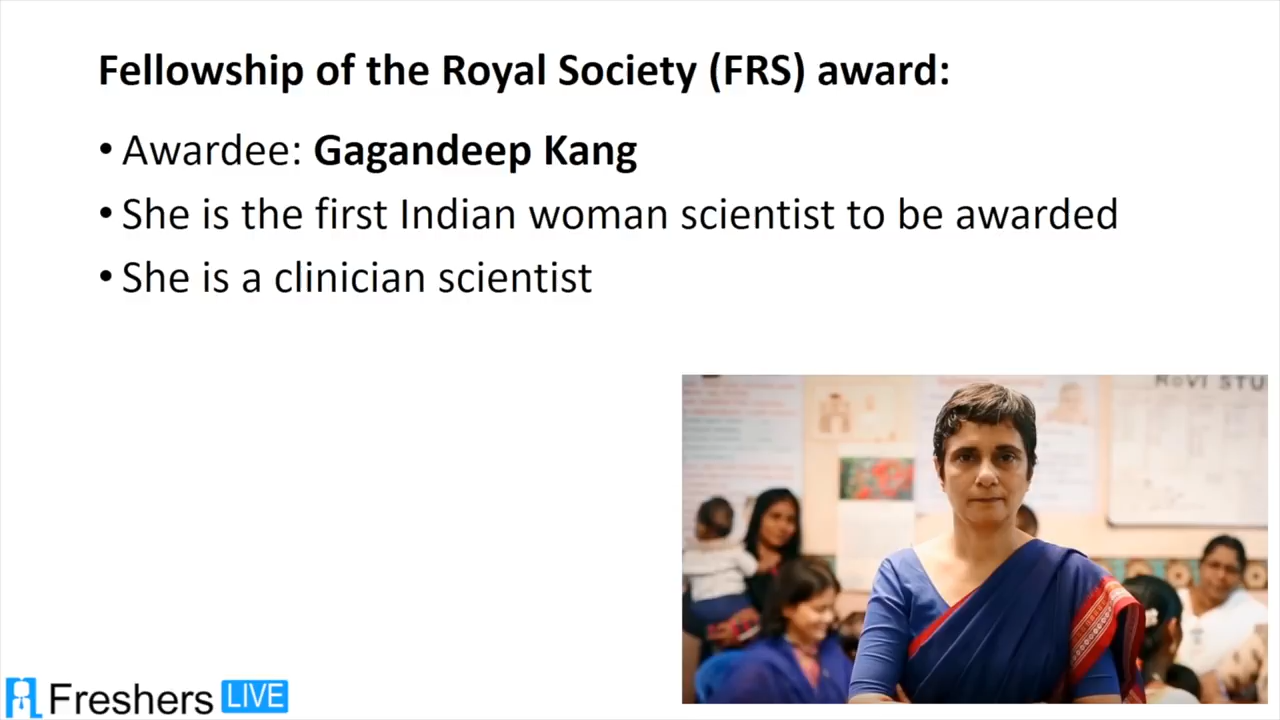 Fellowship of the Royal Society (FRS) award:
• Awardee: Gagandeep Kang
• She is the first Indian woman scientist to be awarded
• She is a clinician scientist
Freshers LIVE